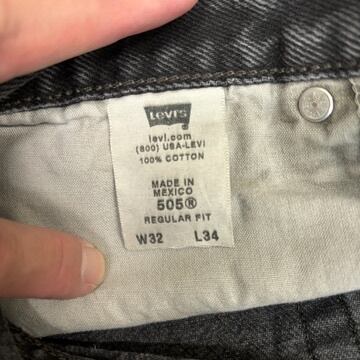 Levi's
levi.com
(800) USA-LEVI
100% COTTON
MADE IN
MEXICO
505®
REGULAR FIT
W32 L34